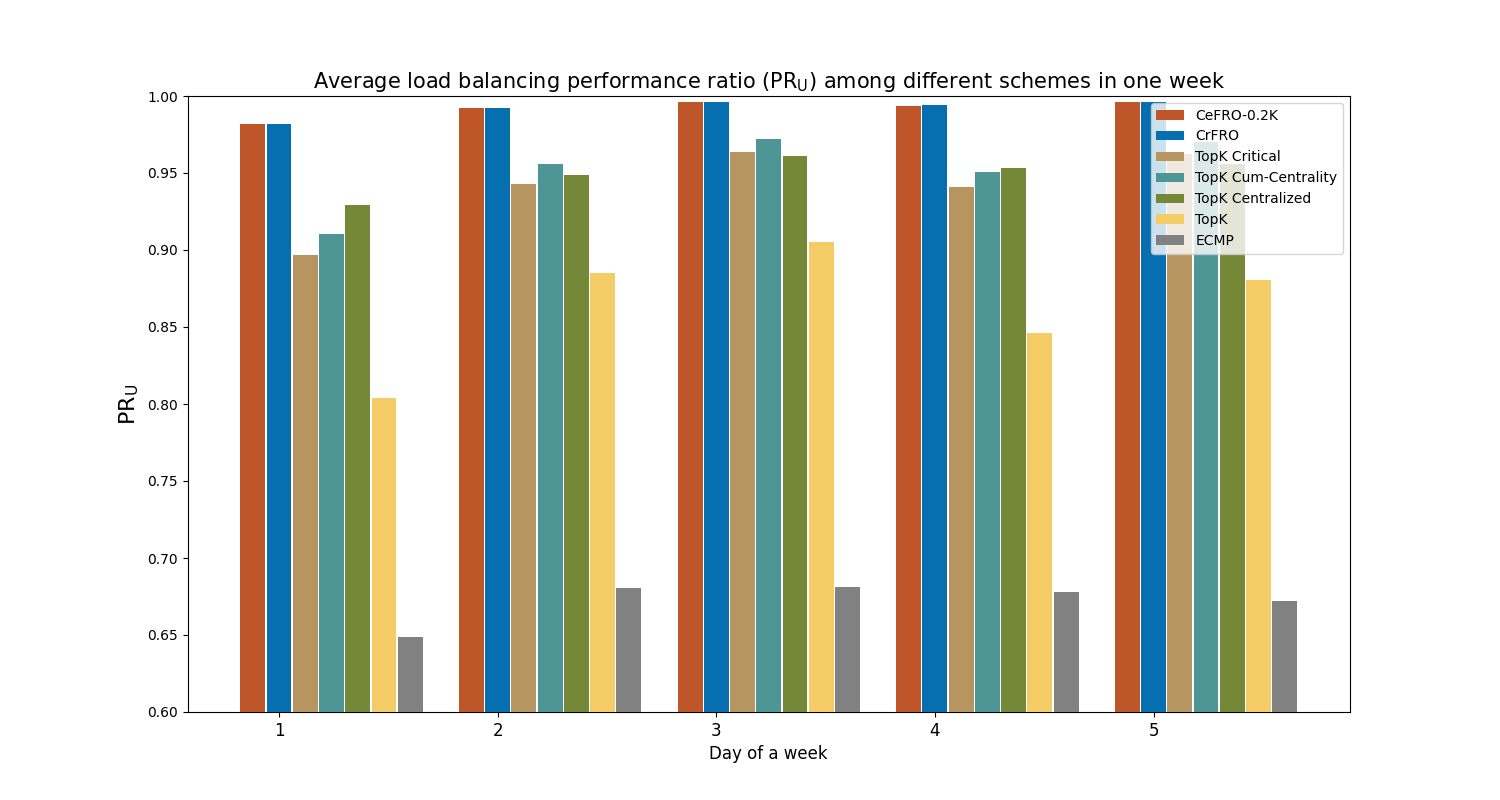 Average load balancing performance ratio (PR_U) among different schemes in one week
1.00
0.95
0.90
0.85
0.80
0.75
0.70
0.65
0.60
PR_U
CeFRO-0.2K
CrFRO
TopK Critical
TopK Cum-Centrality
TopK Centralized
TopK
ECMP
1 2 3 4 5
Day of a week